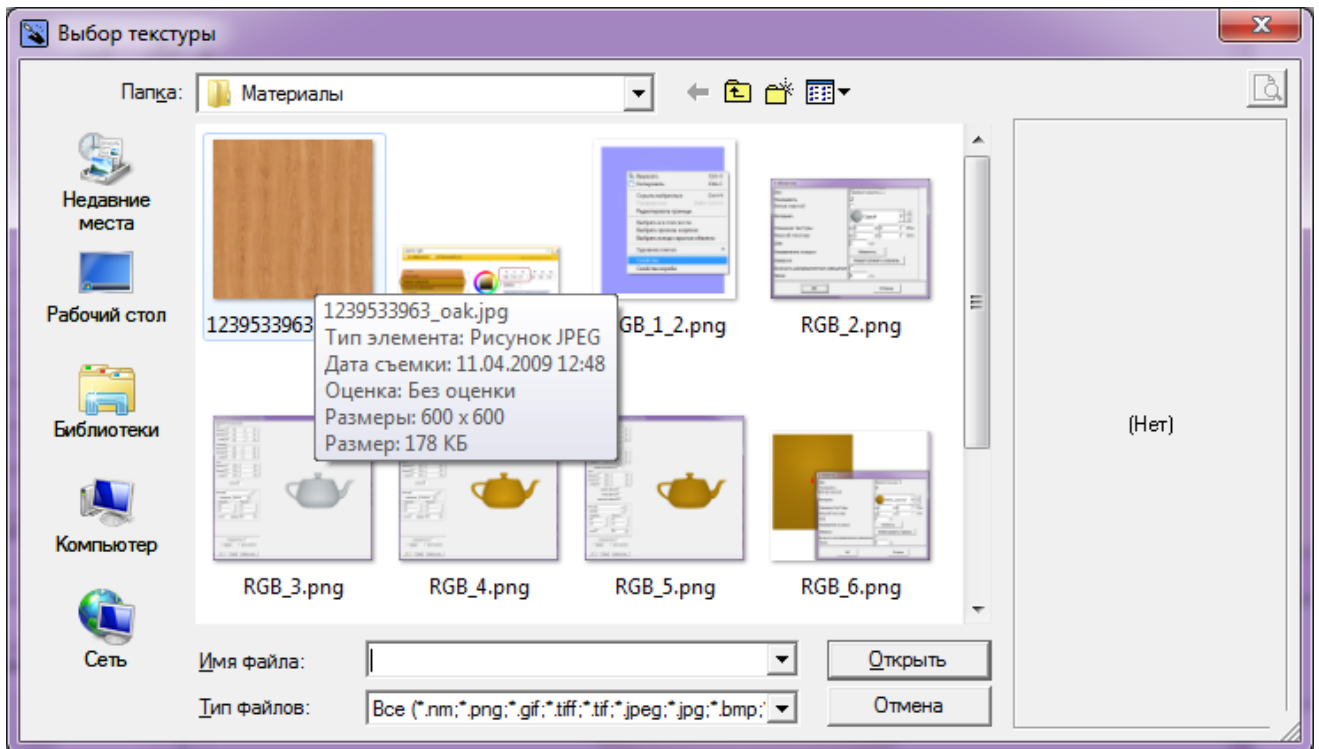 Выбор текстуры
Папка:
Материалы
Недавние
места
Рабочий стол
Библиотеки
Компьютер
Сеть
1239533963
GB_1_2.png
RGB_2.png
1239533963_oak.jpg
Тип элемента: Рисунок JPEG
Дата съемки: 11.04.2009 12:48
Оценка: Без оценки
Размеры: 600 x 600
Размер: 178 КБ
RGB_3.png
RGB_4.png
RGB_5.png
RGB_6.png
(Нет)
Имя файла:
Открыть
Тип файлов:
Все (*.nm;*.png;*.gif;*.tiff;*.tif;*.jpeg;*.jpg;*.bmp;
Отмена